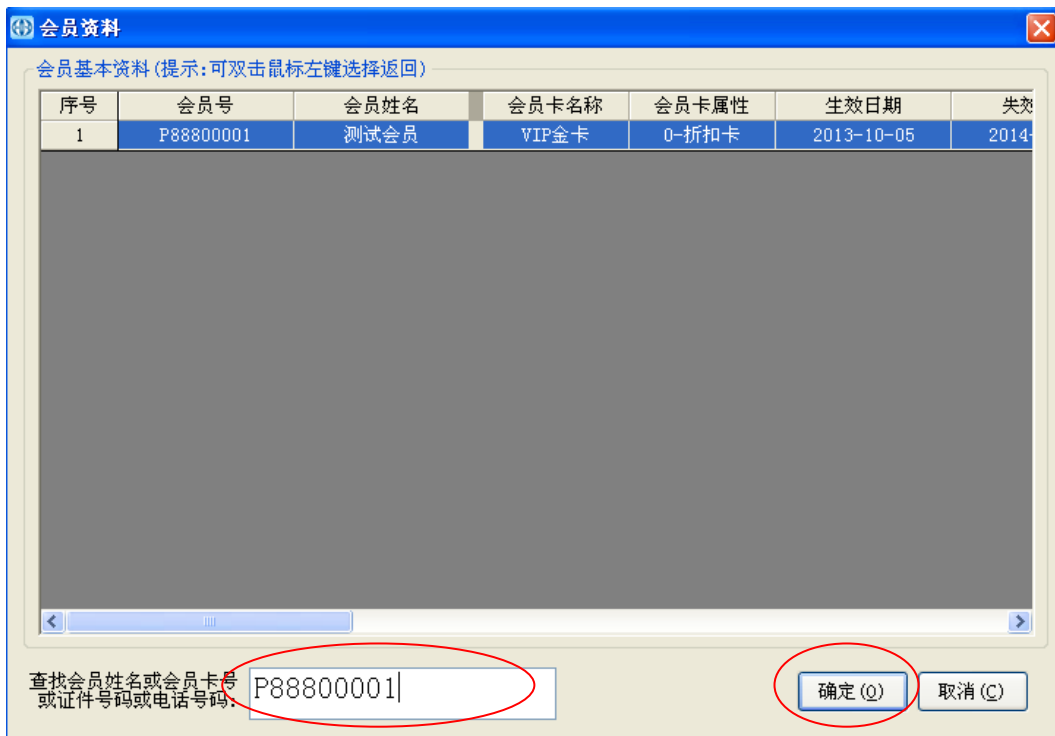 会员资料
会员基本资料(提示:可双击鼠标左键选择返回)
序号 会员号 会员姓名 会员卡名称 会员卡属性 生效日期 失效
1 P88800001 测试会员 VIP金卡 0-折扣卡 2013-10-05 2014-
查找会员姓名或会员卡号
或证件号码或电话号码:
P88800001
确定(O) 取消(C)